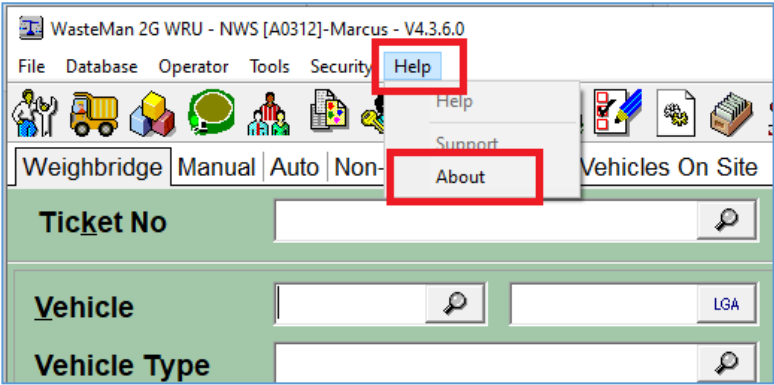 WasteMan 2G WRU - NWS [A0312]-Marcus - V4.3.6.0
File Database Operator Tools Security Help
Help
Support
About
Weighbridge Manual Auto Non- Vehicles On Site
Ticket No
Vehicle LGA
Vehicle Type